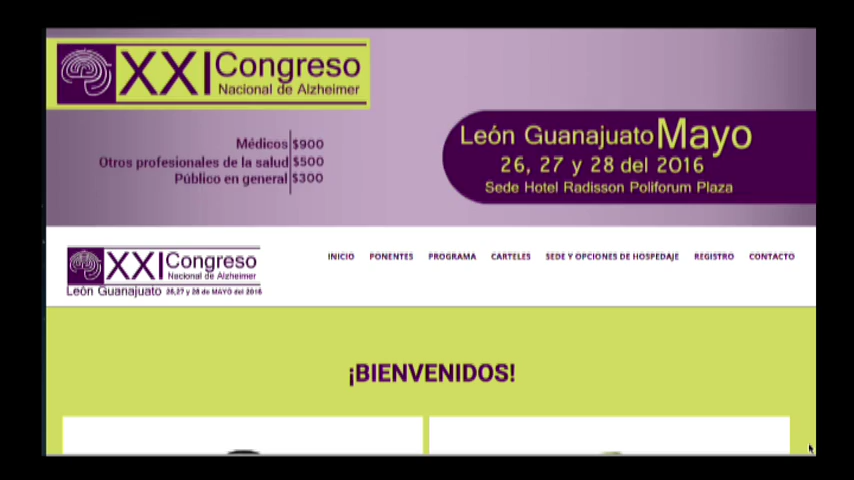 XXI Congreso
Nacional de Alzheimer
Médicos $900
Otros profesionales de la salud $500
Público en general $300
León Guanajuato Mayo
26, 27 y 28 del 2016
Sede Hotel Radisson Poliforum Plaza
XXI Congreso
Nacional de Alzheimer
León Guanajuato 26,27 y 28 de MAYO del 2016
INICIO PONENTES PROGRAMA CARTELES SEDE Y OPCIONES DE HOSPEDAJE REGISTRO CONTACTO
¡BIENVENIDOS!